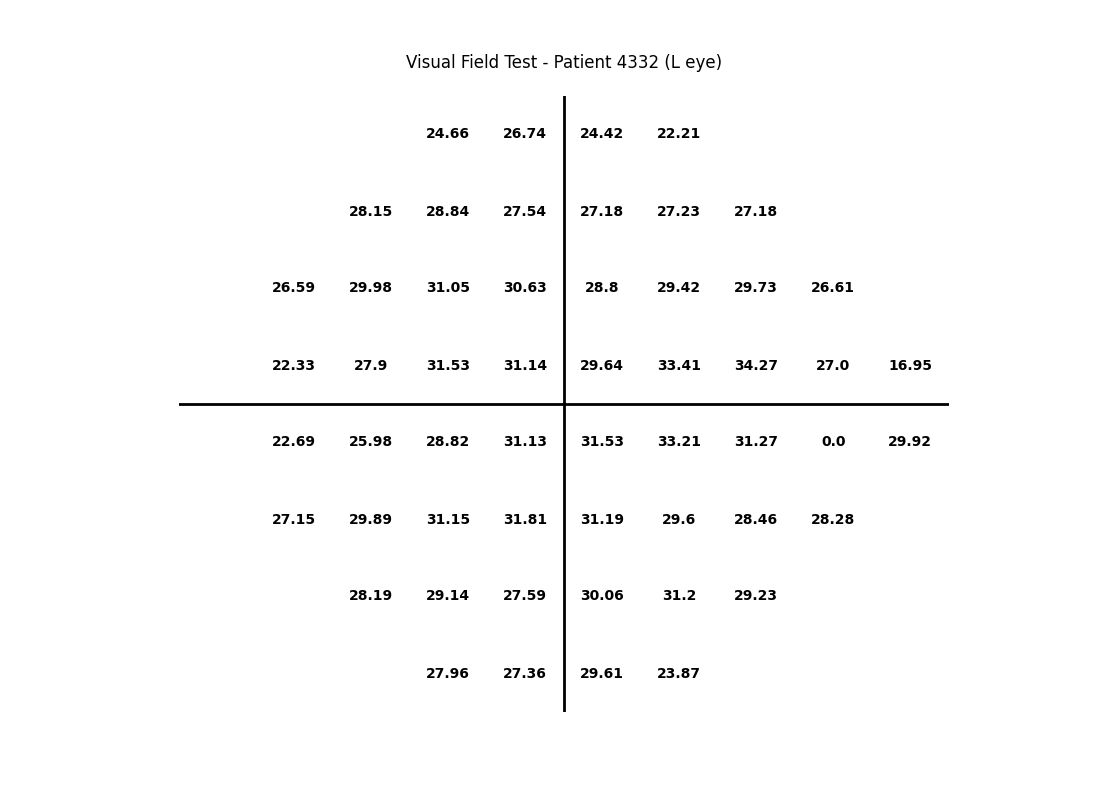 Visual Field Test - Patient 4332 (L eye)
24.66 26.74 24.42 22.21
28.15 28.84 27.54 27.18 27.23 27.18
26.59 29.98 31.05 30.63 28.8 29.42 29.73 26.61
22.33 27.9 31.53 31.14 29.64 33.41 34.27 27.0 16.95
22.69 25.98 28.82 31.13 31.53 33.21 31.27 0.0 29.92
27.15 29.89 31.15 31.81 31.19 29.6 28.46 28.28
28.19 29.14 27.59 30.06 31.2 29.23
27.96 27.36 29.61 23.87